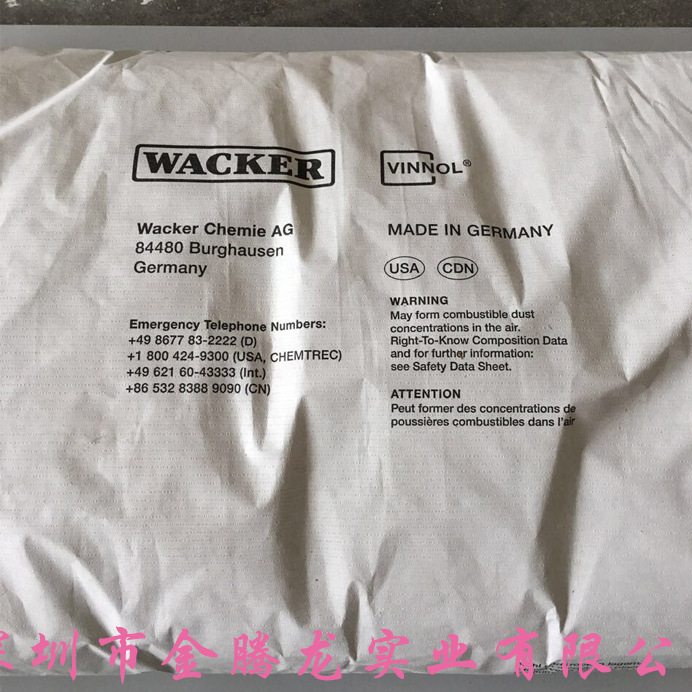 WACKER
VINNOL®
Wacker Chemie AG
84480 Burghausen
Germany
MADE IN GERMANY
USA CDN
Emergency Telephone Numbers:
+49 8677 83-2222 (D)
+1 800 424-9300 (USA, CHEMTREC)
+49 621 60-43333 (Int.)
+86 532 8388 9090 (CN)
WARNING
May form combustible dust
concentrations in the air.
Right-To-Know Composition Data
and for further information:
see Safety Data Sheet.
ATTENTION
Peut former des concentrations de
poussières combustibles dans l'air
深圳市金腾龙实业有限公